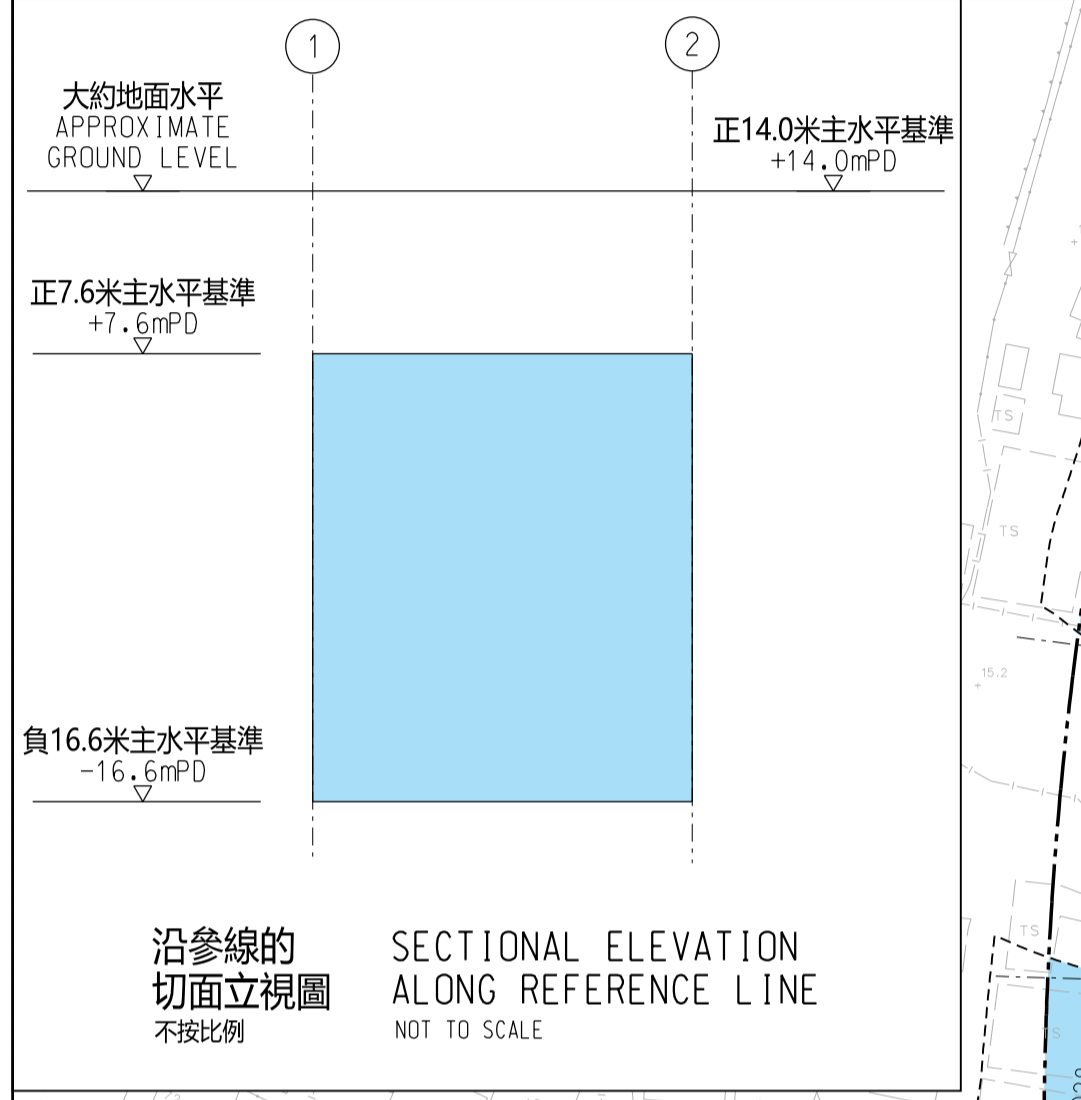 1
2
大約地面水平
APPROXIMATE
GROUND LEVEL
正14.0米主水平基準
+14.0mPD
正7.6米主水平基準
+7.6mPD
負16.6米主水平基準
-16.6mPD
沿參線的
切面立視圖
不按比例
SECTIONAL ELEVATION
ALONG REFERENCE LINE
NOT TO SCALE
TS
TS
15.2
TS
TS